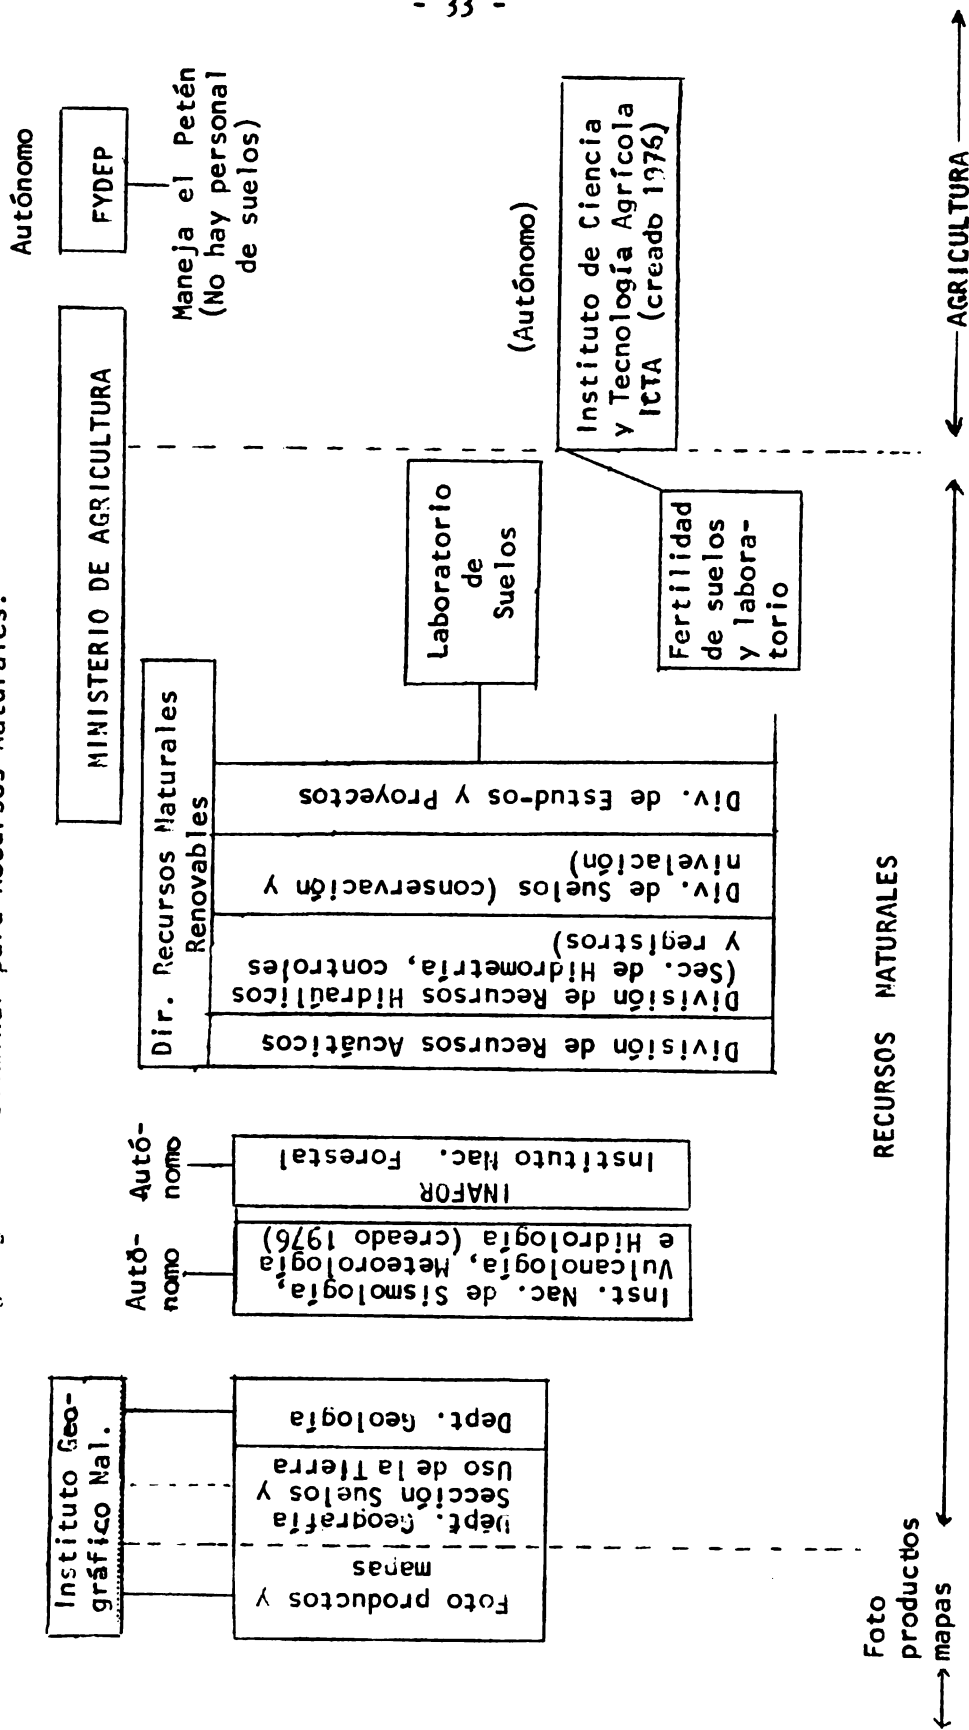 - 33 -
para Recursos Naturales.
Instituto Geo-
gráfico Nal.
Foto productos y
mapas
Dept. Geografía
Sección Suelos y
Uso de la Tierra
Dept. Geología
Autó-
nomo
Inst. Nac. de Sismología,
Vulcanología, Meteorología
e Hidrología (creado 1976)
Autó-
nomo
INAFOR
Instituto Nac. Forestal
MINISTERIO DE AGRICULTURA
Dir. Recursos Naturales
Renovables
División de Recursos Acuáticos
División de Recursos Hidraúlicos
(Sec. de Hidrometría, controles
y registros)
Div. de Suelos (conservación y
nivelación)
Div. de Estud-os y Proyectos
Laboratorio
de
Suelos
Autónomo
FYDEP
Maneja el Petén
(No hay personal
de suelos)
(Autónomo)
Instituto de Ciencia
y Tecnología Agrícola
ICTA (creado 1976)
Fertilidad
de suelos
y labora-
torio
Foto
productos
mapas
RECURSOS NATURALES
AGRICULTURA